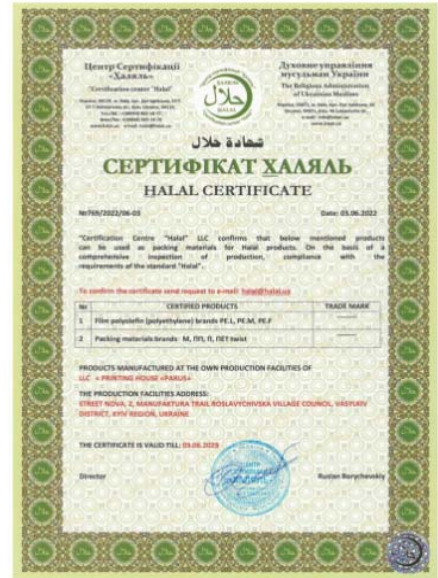 Центр Сертифікації
«Халяль»
"Certification center "Halal"
Духовне управління
мусульман України
The Religious Administration
of Ukrainian Muslims
حلال
HALAL
شهادة حلال
СЕРТИФІКАТ ХАЛЯЛЬ
HALAL CERTIFICATE
№769/2022/06-03 Date: 03.06.2022
"Certification Centre "Halal" LLC confirms that below mentioned products
can be used as packing materials for Halal products. On the basis of a
comprehensive inspection of production, compliance with the
requirements of the standard "Halal".
To confirm the certificate send request to e-mail: halal@halal.ua
№ CERTIFIED PRODUCTS TRADE MARK
1 Film polyolefin (polyethylene) brands PE.L, PE.M, PE.F
2 Packing materials brands М, ПП, П, ПЕТ twist
PRODUCTS MANUFACTURED AT THE OWN PRODUCTION FACILITIES OF
LLC « PRINTING HOUSE «PARUS»
THE PRODUCTION FACILITIES ADDRESS:
STREET NOVA, 2, MANUFAKTURA TRAIL ROSLAVYCHIVSKA VILLAGE COUNCIL, VASYLKIV
DISTRICT, KYIV REGION, UKRAINE
THE CERTIFICATE IS VALID TILL: 03.06.2023
Director Ruslan Borychevskiy